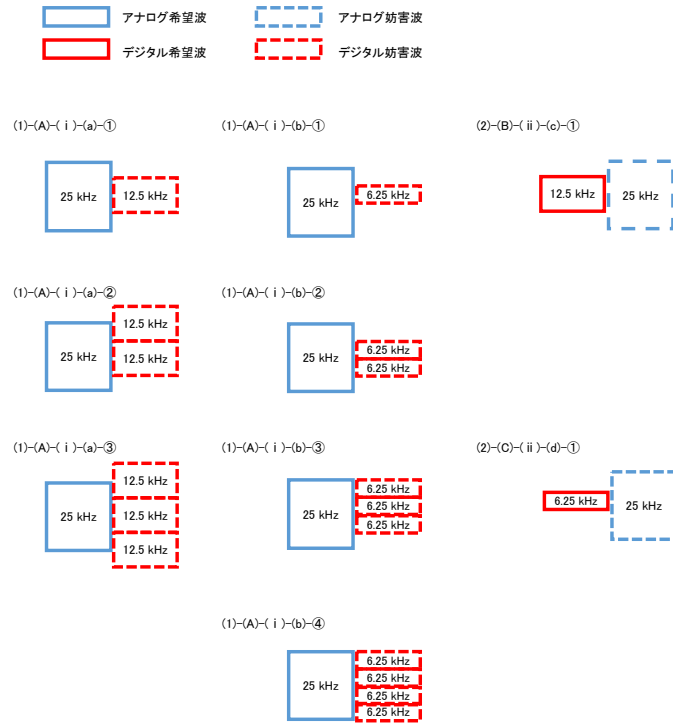 アナログ希望波
アナログ妨害波
デジタル希望波
デジタル妨害波
(1)-(A)-(ⅰ)-(a)-①
(1)-(A)-(ⅰ)-(b)-①
(2)-(B)-(ⅱ)-(c)-①
25 kHz
12.5 kHz
25 kHz
6.25 kHz
12.5 kHz
25 kHz
(1)-(A)-(ⅰ)-(a)-②
(1)-(A)-(ⅰ)-(b)-②
25 kHz
12.5 kHz
12.5 kHz
25 kHz
6.25 kHz
6.25 kHz
(1)-(A)-(ⅰ)-(a)-③
(1)-(A)-(ⅰ)-(b)-③
(2)-(C)-(ⅱ)-(d)-①
25 kHz
12.5 kHz
12.5 kHz
12.5 kHz
25 kHz
6.25 kHz
6.25 kHz
6.25 kHz
6.25 kHz
25 kHz
(1)-(A)-(ⅰ)-(b)-④
25 kHz
6.25 kHz
6.25 kHz
6.25 kHz
6.25 kHz